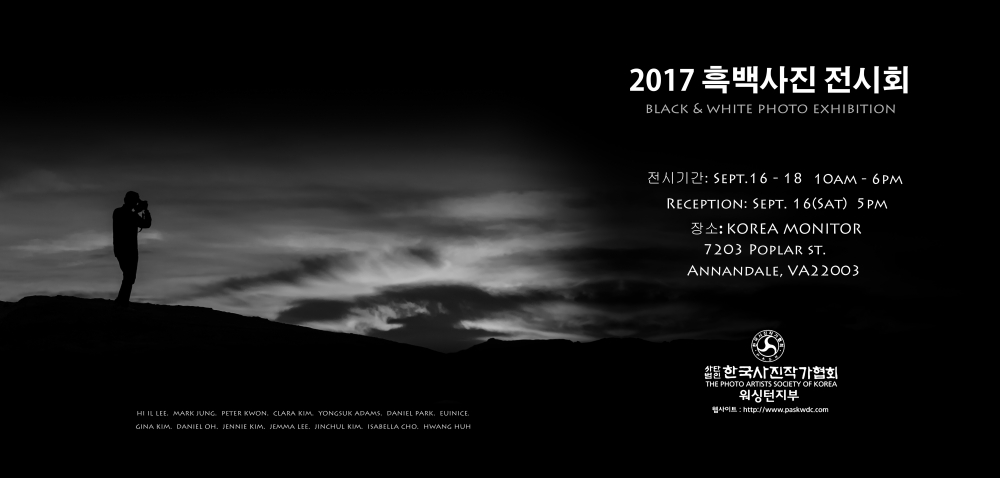 2017 흑백사진 전시회
BLACK & WHITE PHOTO EXHIBITION
전시기간: SEPT.16 - 18 10AM - 6PM
RECEPTION: SEPT. 16(SAT) 5PM
장소: KOREA MONITOR
7203 POPLAR ST.
ANNANDALE, VA22003
사단법인 한국사진작가협회
THE PHOTO ARTISTS SOCIETY OF KOREA
워싱턴지부
웹사이트 : http://www.paskwdc.com
HI IL LEE, MARK JUNG, PETER KWON, CLARA KIM, YONGSUK ADAMS, DANIEL PARK, EUINICE,
GINA KIM, DANIEL OH, JENNIE KIM, JEMMA LEE, JINCHUL KIM, ISABELLA CHO, HWANG HUH